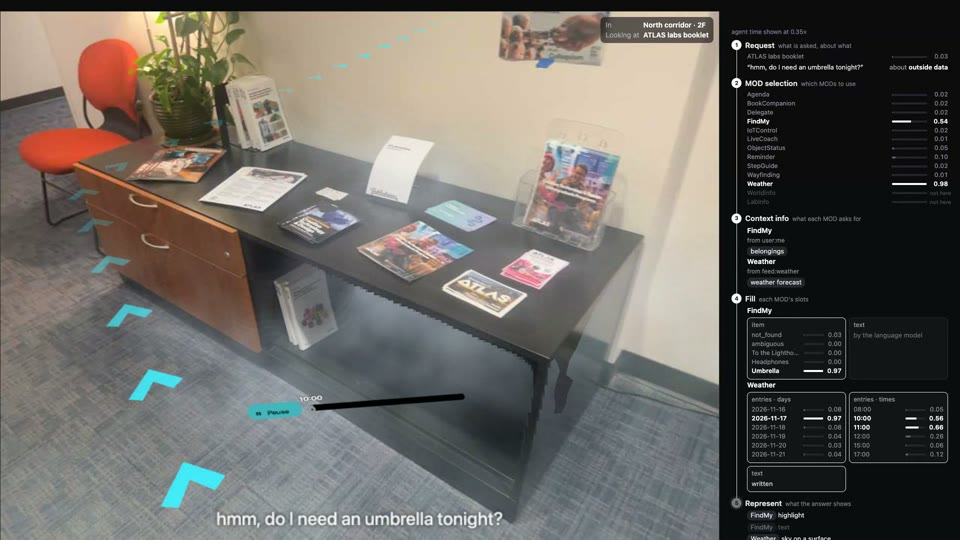 In North corridor · 2F
Looking at ATLAS labs booklet
Colloquium
ATLAS
10:00
Pause
hmm, do I need an umbrella tonight?
agent time shown at 0.35×
1 Request what is asked, about what
ATLAS labs booklet 0.03
"hmm, do I need an umbrella tonight?" about outside data
2 MOD selection which MODs to use
Agenda 0.02
BookCompanion 0.02
Delegate 0.02
FindMy 0.54
IoTControl 0.02
LiveCoach 0.01
ObjectStatus 0.05
Reminder 0.10
StepGuide 0.02
Wayfinding 0.01
Weather 0.98
WorldInfo not here
LabInfo not here
3 Context info what each MOD asks for
FindMy
from user:me
belongings
Weather
from feed:weather
weather forecast
4 Fill each MOD's slots
FindMy
item
not_found 0.03
ambiguous 0.00
To the Lightho... 0.00
Headphones 0.00
Umbrella 0.97
text
by the language model
Weather
entries · days
2026-11-16 0.06
2026-11-17 0.97
2026-11-18 0.08
2026-11-19 0.04
2026-11-20 0.03
2026-11-21 0.04
entries · times
08:00 0.05
10:00 0.56
11:00 0.66
12:00 0.26
15:00 0.06
17:00 0.12
text
written
5 Represent what the answer shows
FindMy highlight
FindMy text
Weather sky on a surface